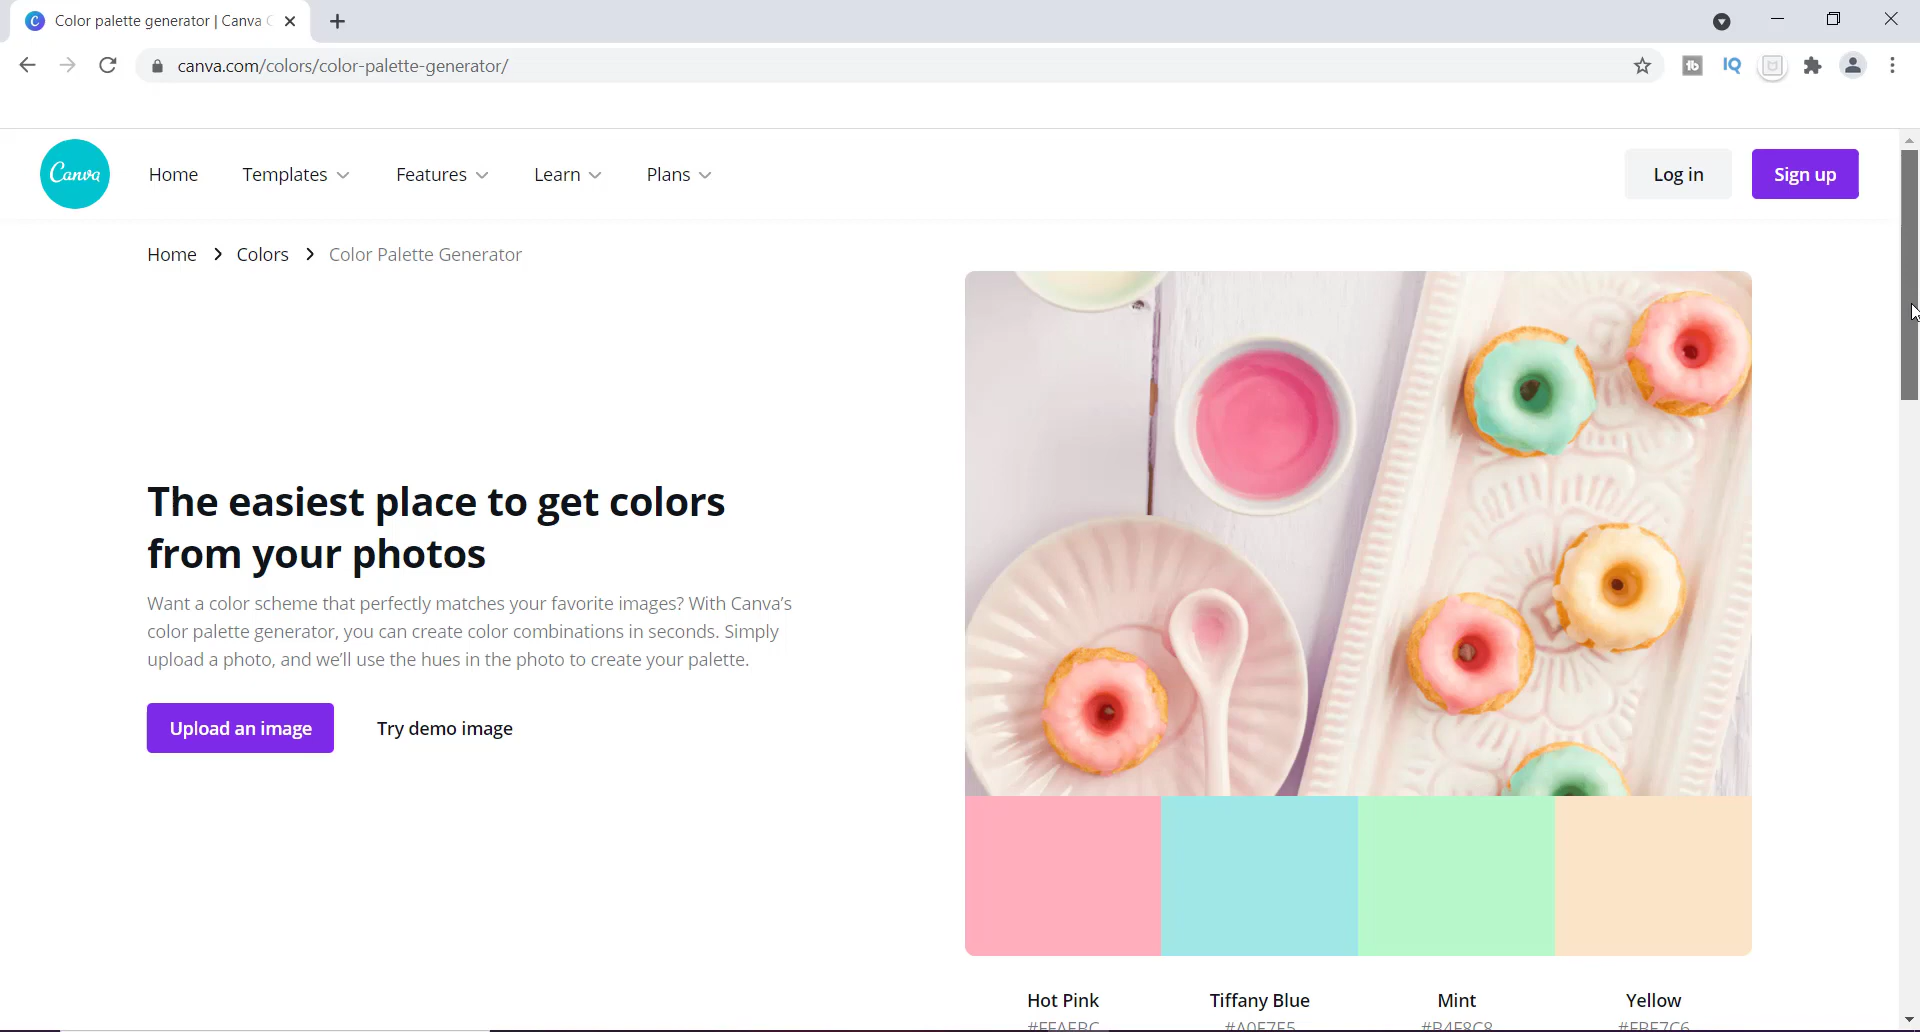 Color palette generator | Canva
canva.com/colors/color-palette-generator/
Canva
Home
Templates
Features
Learn
Plans
Log in
Sign up
Home > Colors > Color Palette Generator
The easiest place to get colors
from your photos
Want a color scheme that perfectly matches your favorite images? With Canva's
color palette generator, you can create color combinations in seconds. Simply
upload a photo, and we'll use the hues in the photo to create your palette.
Upload an image
Try demo image
Hot Pink
Tiffany Blue
Mint
Yellow